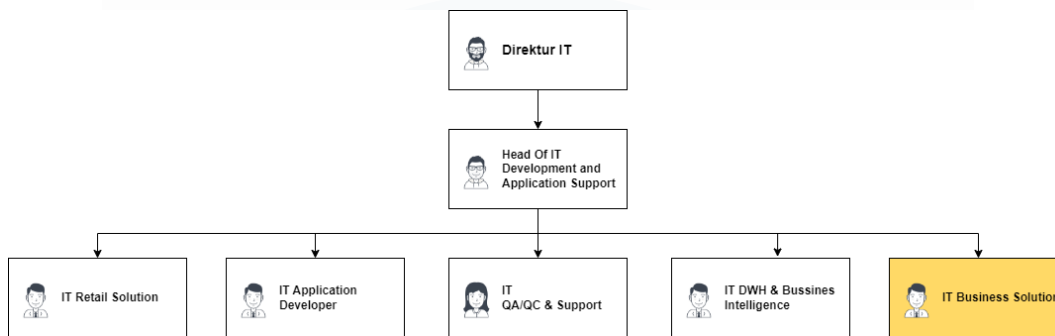 Direktur IT
Head Of IT
Development and
Application Support
IT Retail Solution
IT Application
Developer
IT
QA/QC & Support
IT DWH & Bussines
Intelligence
IT Business Solution